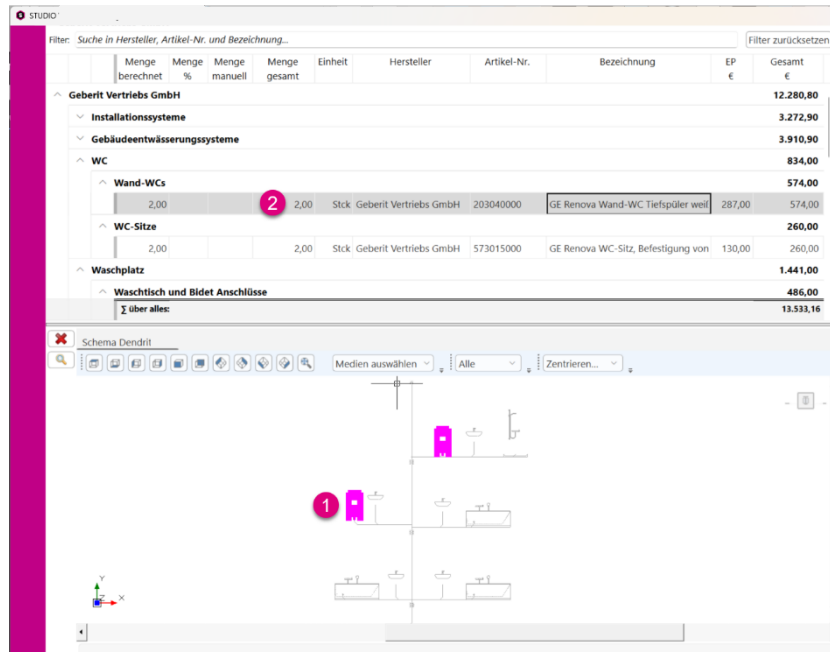 STUDIO
Filter: Suche in Hersteller, Artikel-Nr. und Bezeichnung... Filter zurücksetzen
Menge berechnet Menge % Menge manuell Menge gesamt Einheit Hersteller Artikel-Nr. Bezeichnung EP € Gesamt €
Geberit Vertriebs GmbH 12.280,80
Installationssysteme 3.272,90
Gebäudeentwässerungssysteme 3.910,90
WC 834,00
Wand-WCs 574,00
2,00 2 2,00 Stck Geberit Vertriebs GmbH 203040000 GE Renova Wand-WC Tiefspüler weiß 287,00 574,00
WC-Sitze 260,00
2,00 2,00 Stck Geberit Vertriebs GmbH 573015000 GE Renova WC-Sitz, Befestigung von 130,00 260,00
Waschplatz 1.441,00
Waschtisch und Bidet Anschlüsse 486,00
∑ über alles: 13.533,16
Schema Dendrit
Medien auswählen Alle Zentrieren...
1
Y
Z X